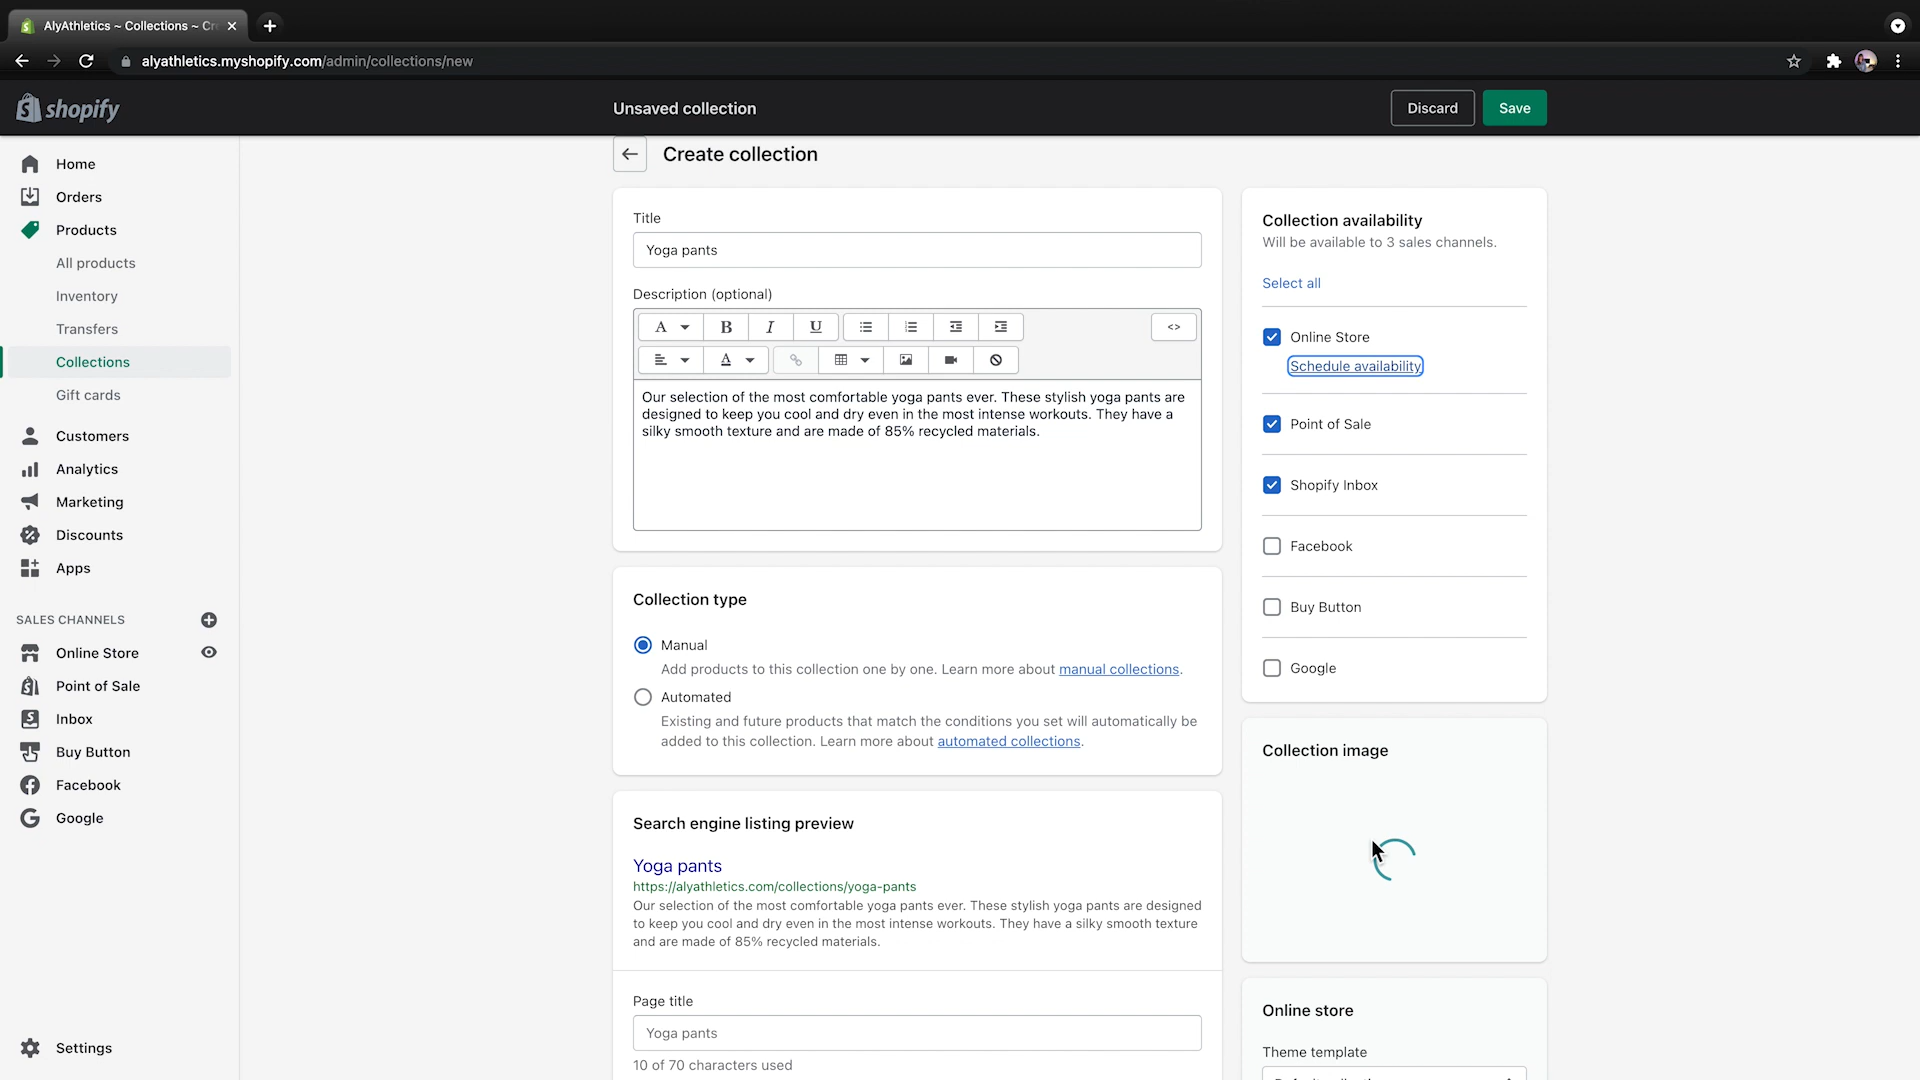 AlyAthletics ~ Collections ~ Cr
alyathletics.myshopify.com/admin/collections/new
shopify
Unsaved collection
Discard
Save
Home
Orders
Products
All products
Inventory
Transfers
Collections
Gift cards
Customers
Analytics
Marketing
Discounts
Apps
SALES CHANNELS
Online Store
Point of Sale
Inbox
Buy Button
Facebook
Google
Settings
Create collection
Title
Yoga pants
Description (optional)
A B I U <>
A
Our selection of the most comfortable yoga pants ever. These stylish yoga pants are
designed to keep you cool and dry even in the most intense workouts. They have a
silky smooth texture and are made of 85% recycled materials.
Collection type
Manual
Add products to this collection one by one. Learn more about manual collections.
Automated
Existing and future products that match the conditions you set will automatically be
added to this collection. Learn more about automated collections.
Search engine listing preview
Yoga pants
https://alyathletics.com/collections/yoga-pants
Our selection of the most comfortable yoga pants ever. These stylish yoga pants are designed
to keep you cool and dry even in the most intense workouts. They have a silky smooth texture
and are made of 85% recycled materials.
Page title
Yoga pants
10 of 70 characters used
Collection availability
Will be available to 3 sales channels.
Select all
Online Store
Schedule availability
Point of Sale
Shopify Inbox
Facebook
Buy Button
Google
Collection image
Online store
Theme template